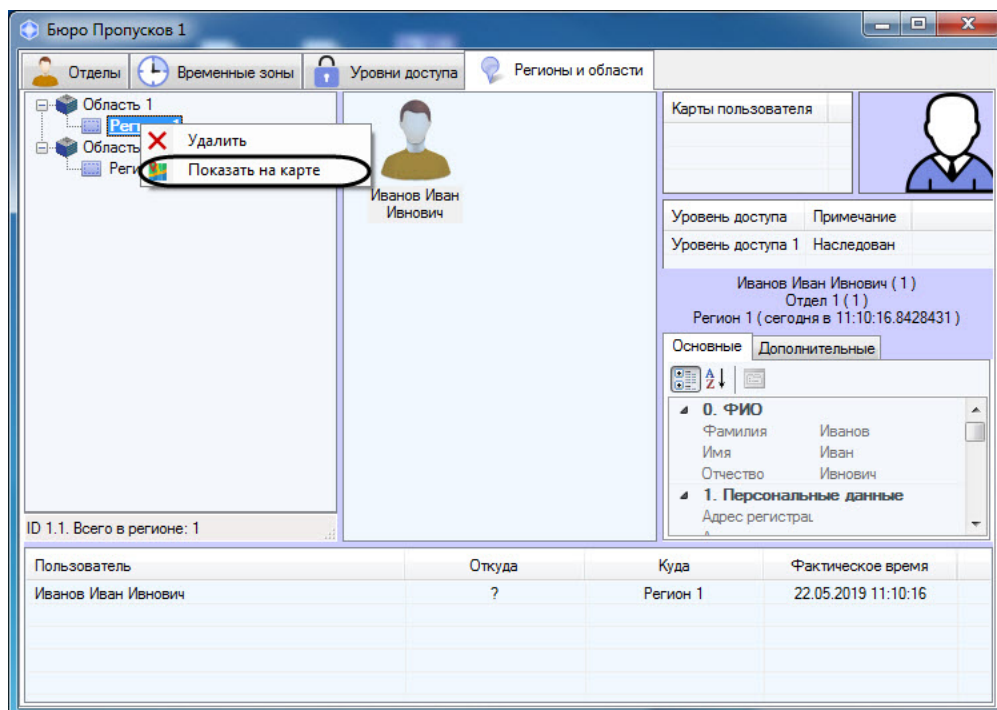 Бюро Пропусков 1
Отделы Временные зоны Уровни доступа Регионы и области
Область 1
Удалить
Область
Показать на карте
Иванов Иван
Ивнович
Карты пользователя
Уровень доступа Примечание
Уровень доступа 1 Наследован
Иванов Иван Ивнович ( 1 )
Отдел 1 ( 1 )
Регион 1 ( сегодня в 11:10:16.8428431 )
Основные Дополнительные
0. ФИО
Фамилия Иванов
Имя Иван
Отчество Ивнович
1. Персональные данные
Адрес регистрац
ID 1.1. Всего в регионе: 1
Пользователь Откуда Куда Фактическое время
Иванов Иван Ивнович ? Регион 1 22.05.2019 11:10:16